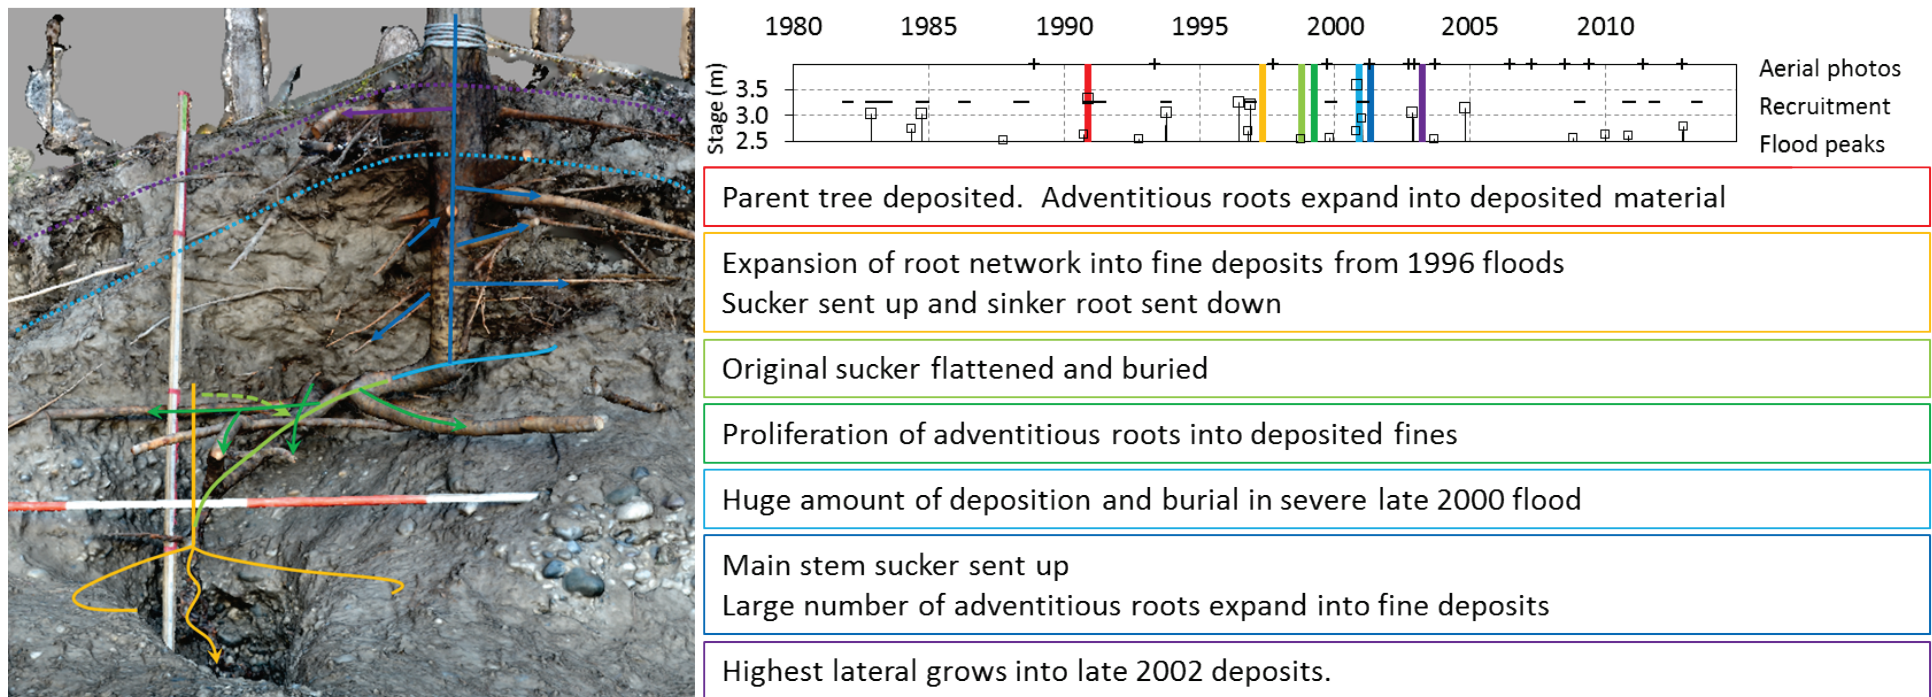 1980 1985 1990 1995 2000 2005 2010
Stage (m)
3.5
3.0
2.5
Aerial photos
Recruitment
Flood peaks
Parent tree deposited. Adventitious roots expand into deposited material
Expansion of root network into fine deposits from 1996 floods
Sucker sent up and sinker root sent down
Original sucker flattened and buried
Proliferation of adventitious roots into deposited fines
Huge amount of deposition and burial in severe late 2000 flood
Main stem sucker sent up
Large number of adventitious roots expand into fine deposits
Highest lateral grows into late 2002 deposits.